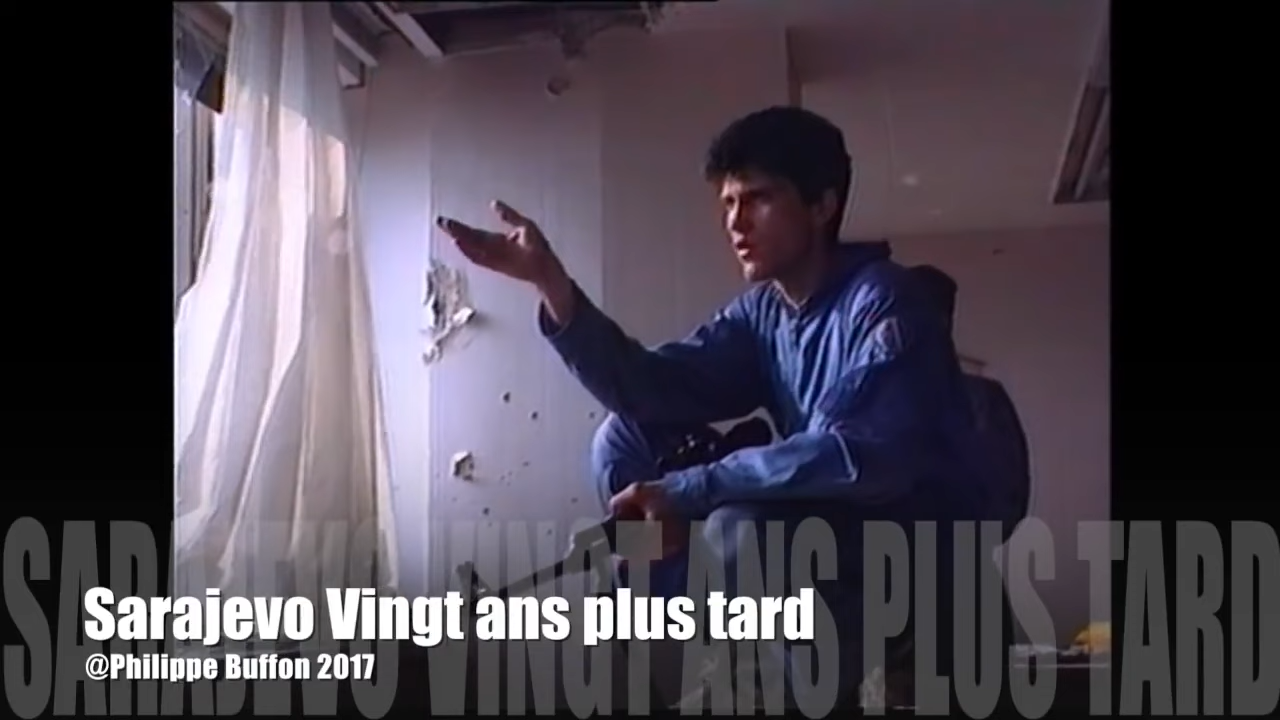 SARAJEVO VINGT ANS PLUS TARD
Sarajevo Vingt ans plus tard
@Philippe Buffon 2017